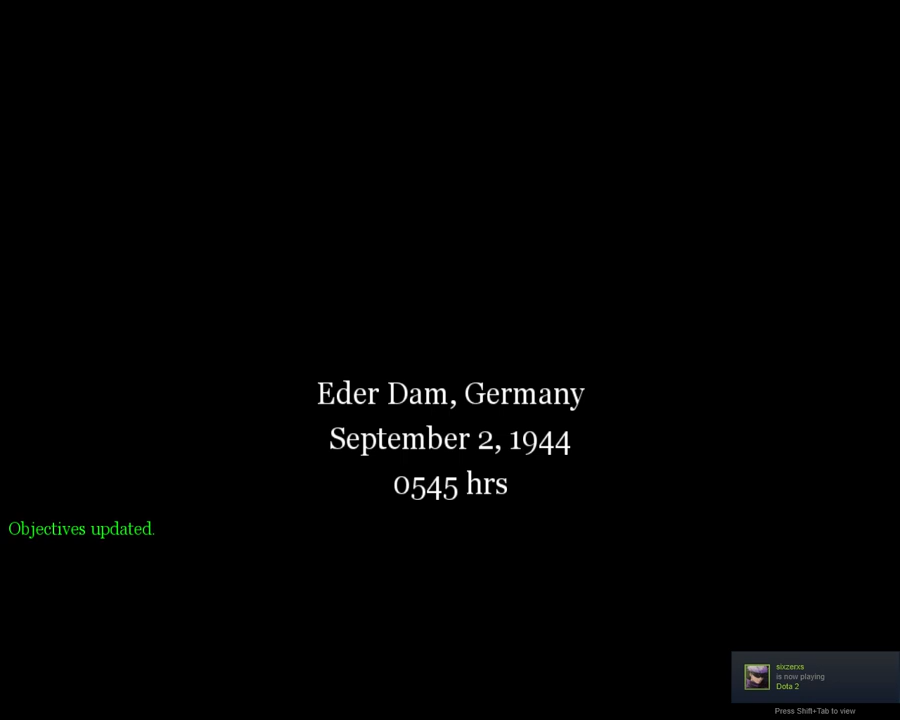 Eder Dam, Germany
September 2, 1944
0545 hrs
Objectives updated.
sixzerxs
is now playing
Dota 2
Press Shift+Tab to view